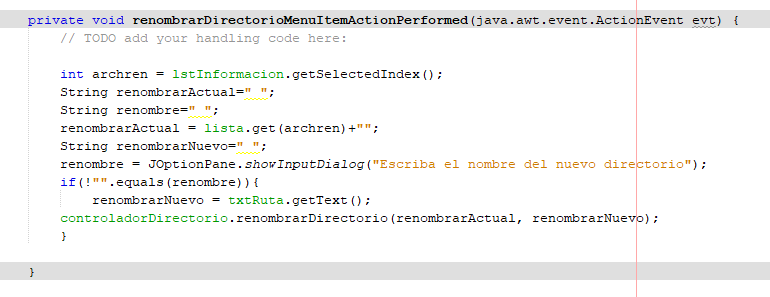 private void renombrarDirectorioMenuItemActionPerformed(java.awt.event.ActionEvent evt) {
// TODO add your handling code here:
int archren = lstInformacion.getSelectedIndex();
String renombrarActual=" ";
String renombre=" ";
renombrarActual = lista.get(archren)+"";
String renombrarNuevo=" ";
renombre = JOptionPane.showInputDialog("Escriba el nombre del nuevo directorio");
if(!"".equals(renombre)){
renombrarNuevo = txtRuta.getText();
controladorDirectorio.renombrarDirectorio(renombrarActual, renombrarNuevo);
}
}